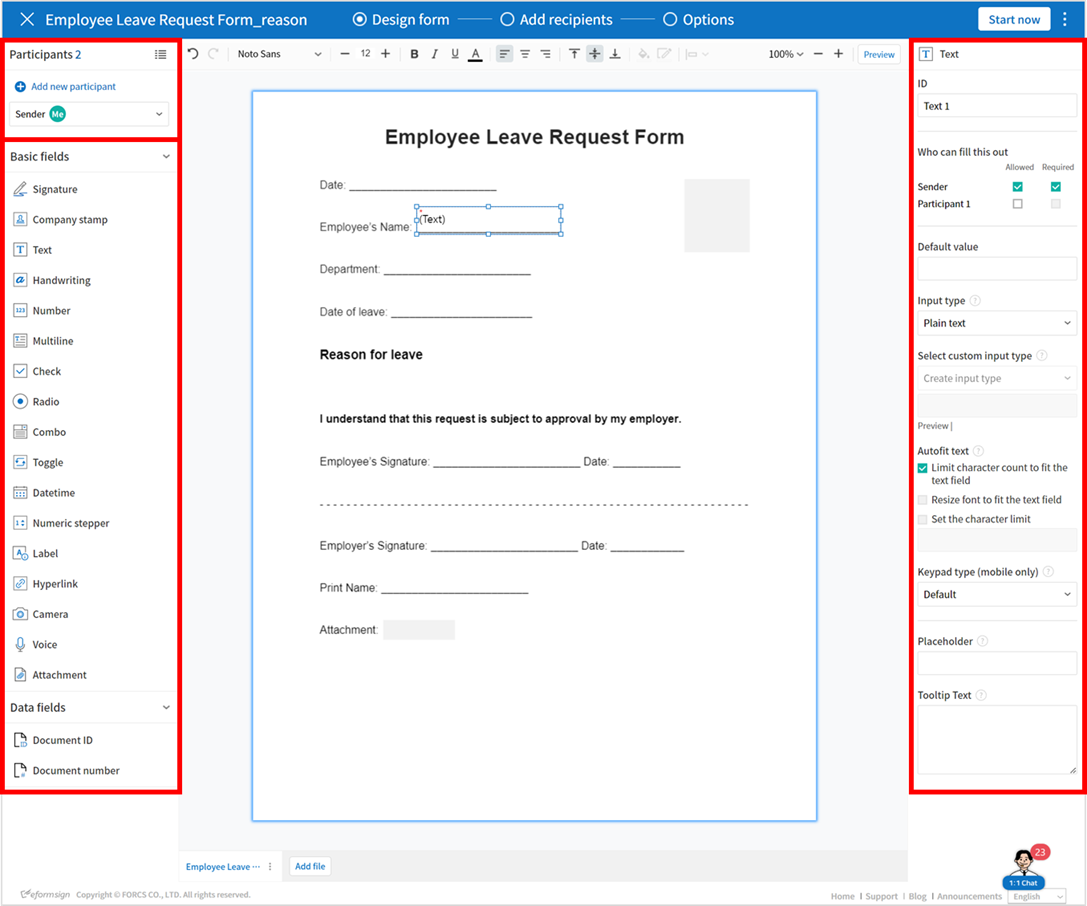 Employee Leave Request Form_reason
Design form
Add recipients
Options
Start now
Participants 2
Add new participant
Sender Me
Basic fields
Signature
Company stamp
Text
Handwriting
Number
Multiline
Check
Radio
Combo
Toggle
Datetime
Numeric stepper
Label
Hyperlink
Camera
Voice
Attachment
Data fields
Document ID
Document number
Noto Sans
12
B I U A
100%
Preview
Employee Leave Request Form
Date: ______________________
(Text)
Employee's Name: ______________________
Department: ______________________
Date of leave: ______________________
Reason for leave
I understand that this request is subject to approval by my employer.
Employee's Signature: ______________________ Date: __________
Employer's Signature: ______________________ Date: ___________
Print Name: ______________________
Attachment:
Employee Leave ···
Add file
Text
ID
Text 1
Who can fill this out
Allowed Required
Sender
Participant 1
Default value
Input type ?
Plain text
Select custom input type ?
Create input type
Preview |
Autofit text ?
Limit character count to fit the
text field
Resize font to fit the text field
Set the character limit
Keypad type (mobile only) ?
Default
Placeholder ?
Tooltip Text ?
23
1:1 Chat
eformsign Copyright © FORCS CO., LTD. All rights reserved.
Home | Support | Blog | Announcements
English